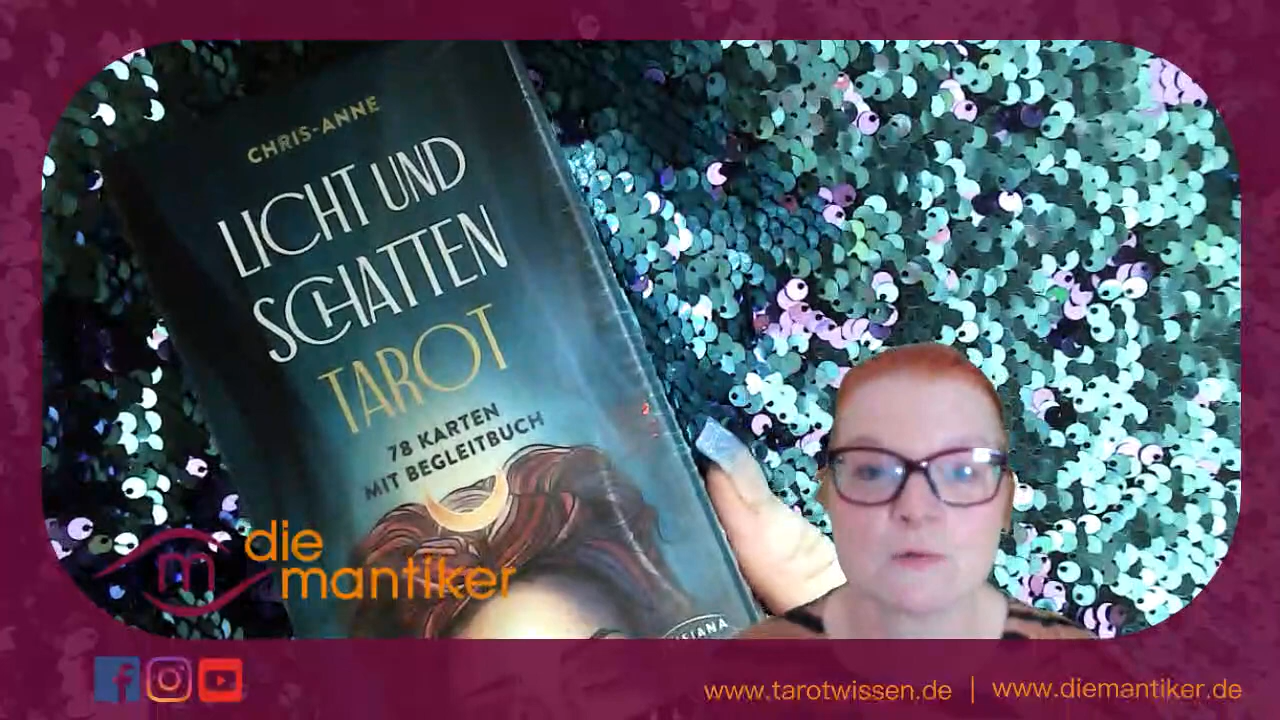 CHRIS-ANNE
LICHT UND
SCHATTEN
TAROT
78 KARTEN
MIT BEGLEITBUCH
die
m mantiker
www.tarotwissen.de | www.diemantiker.de